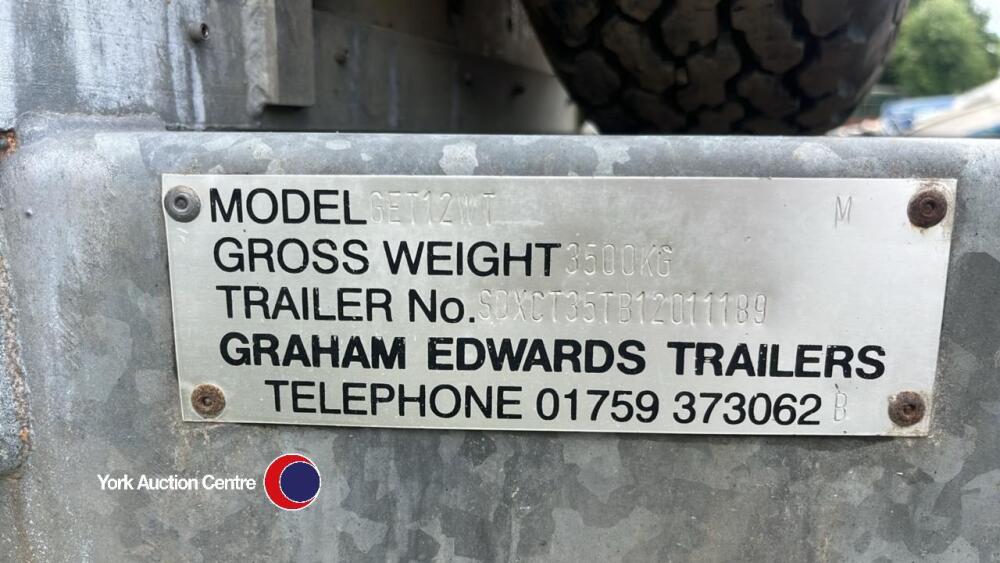 MODEL GET12WT M
GROSS WEIGHT 3500KG
TRAILER No. SDXCT35TB12011189
GRAHAM EDWARDS TRAILERS
TELEPHONE 01759 373062 B
York Auction Centre